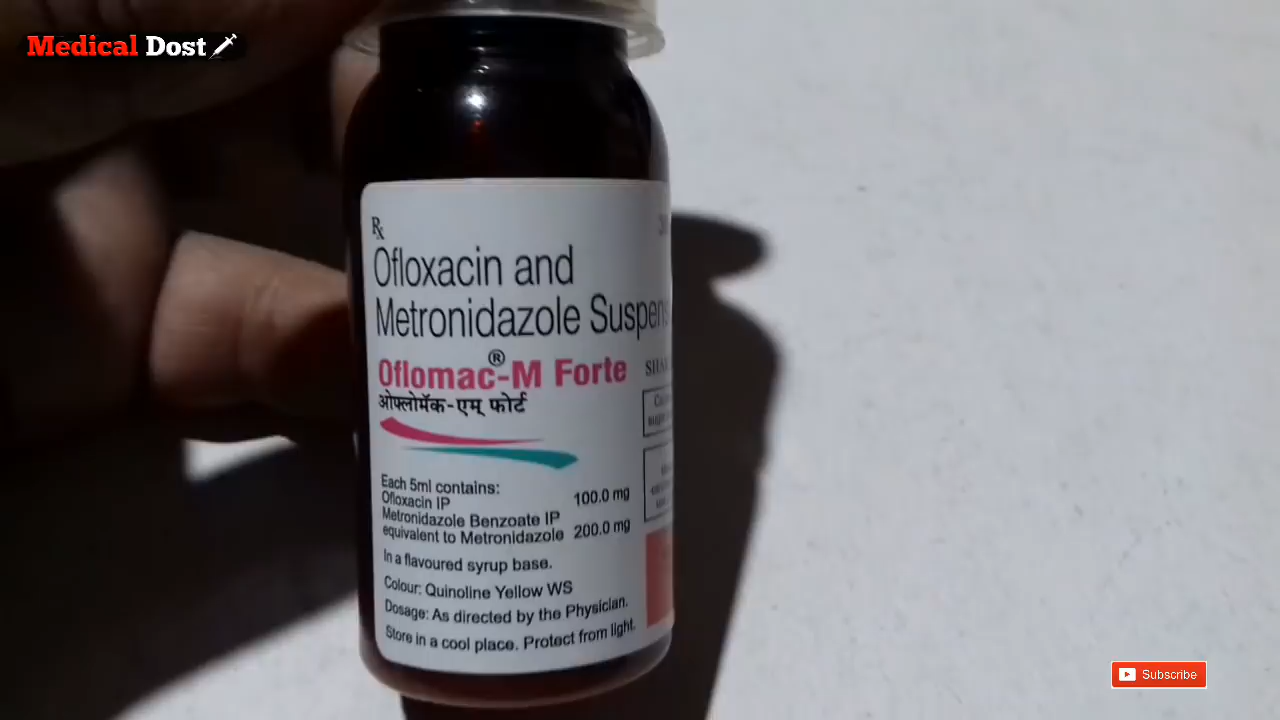 Medical Dost
Rx
Ofloxacin and
Metronidazole
Oflomac®-M Forte
ओफ्लोमॅक-एम् फोर्ट
Each 5ml contains:
Ofloxacin IP 100.0 mg
Metronidazole Benzoate IP
equivalent to Metronidazole 200.0 mg
In a flavoured syrup base.
Colour: Quinoline Yellow WS
Dosage: As directed by the Physician.
Store in a cool place. Protect from light.
Subscribe